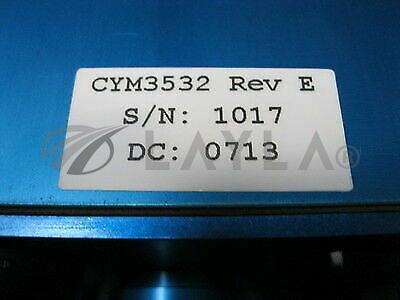 CYM3532 Rev E
S/N: 1017
LAYLA®
DC: 0713